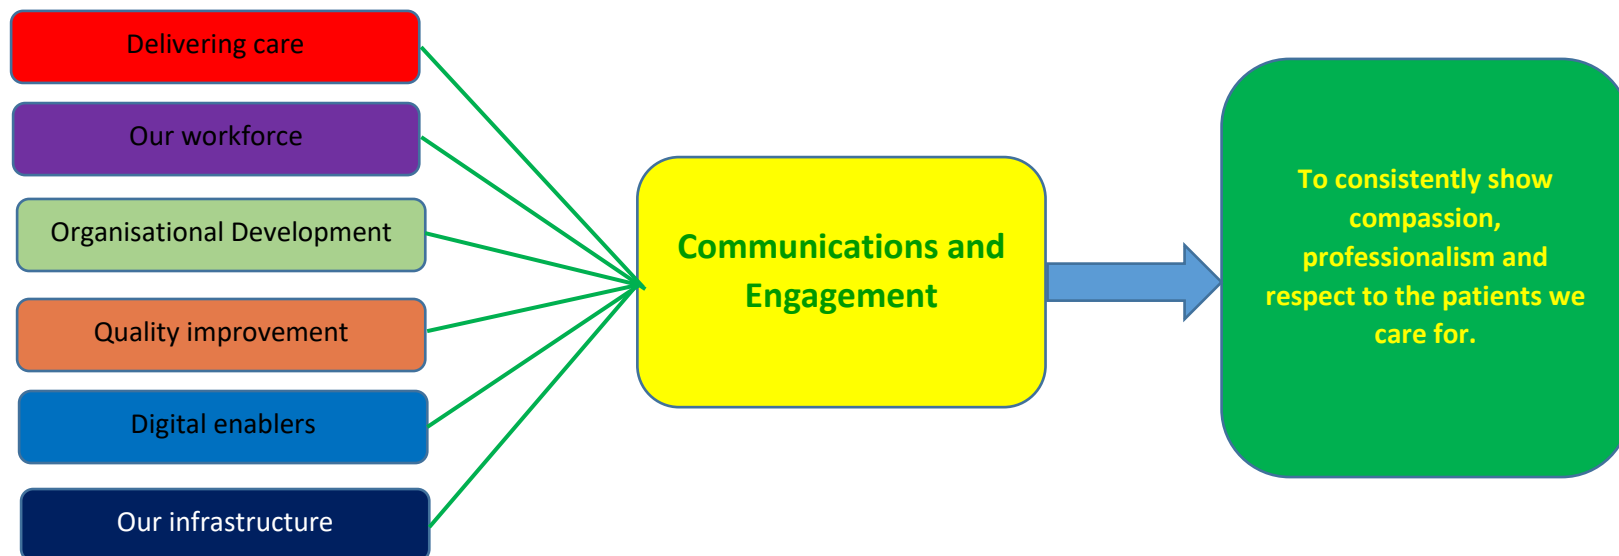 Delivering care
Our workforce
Organisational Development
Quality improvement
Digital enablers
Our infrastructure
Communications and
Engagement
To consistently show
compassion,
professionalism and
respect to the patients we
care for.